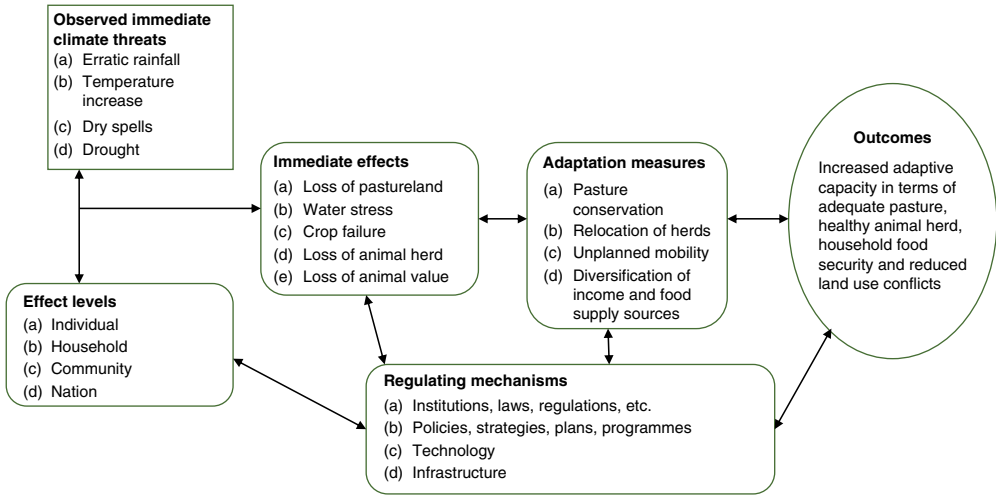 Observed immediate
climate threats
(a) Erratic rainfall
(b) Temperature
increase
(c) Dry spells
(d) Drought
Effect levels
(a) Individual
(b) Household
(c) Community
(d) Nation
Immediate effects
(a) Loss of pastureland
(b) Water stress
(c) Crop failure
(d) Loss of animal herd
(e) Loss of animal value
Adaptation measures
(a) Pasture
conservation
(b) Relocation of herds
(c) Unplanned mobility
(d) Diversification of
income and food
supply sources
Outcomes
Increased adaptive
capacity in terms of
adequate pasture,
healthy animal herd,
household food
security and reduced
land use conflicts
Regulating mechanisms
(a) Institutions, laws, regulations, etc.
(b) Policies, strategies, plans, programmes
(c) Technology
(d) Infrastructure